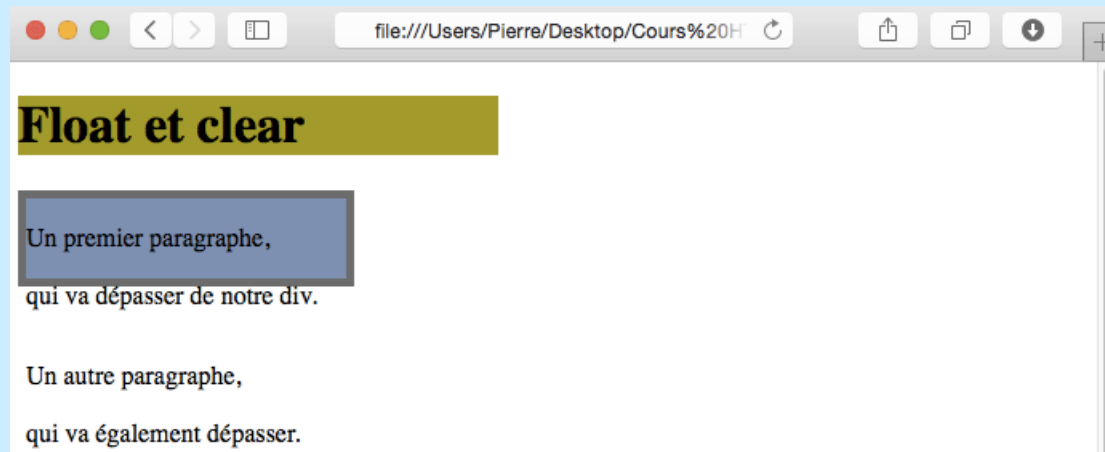 file:///Users/Pierre/Desktop/Cours%20H
Float et clear
Un premier paragraphe,
qui va dépasser de notre div.
Un autre paragraphe,
qui va également dépasser.